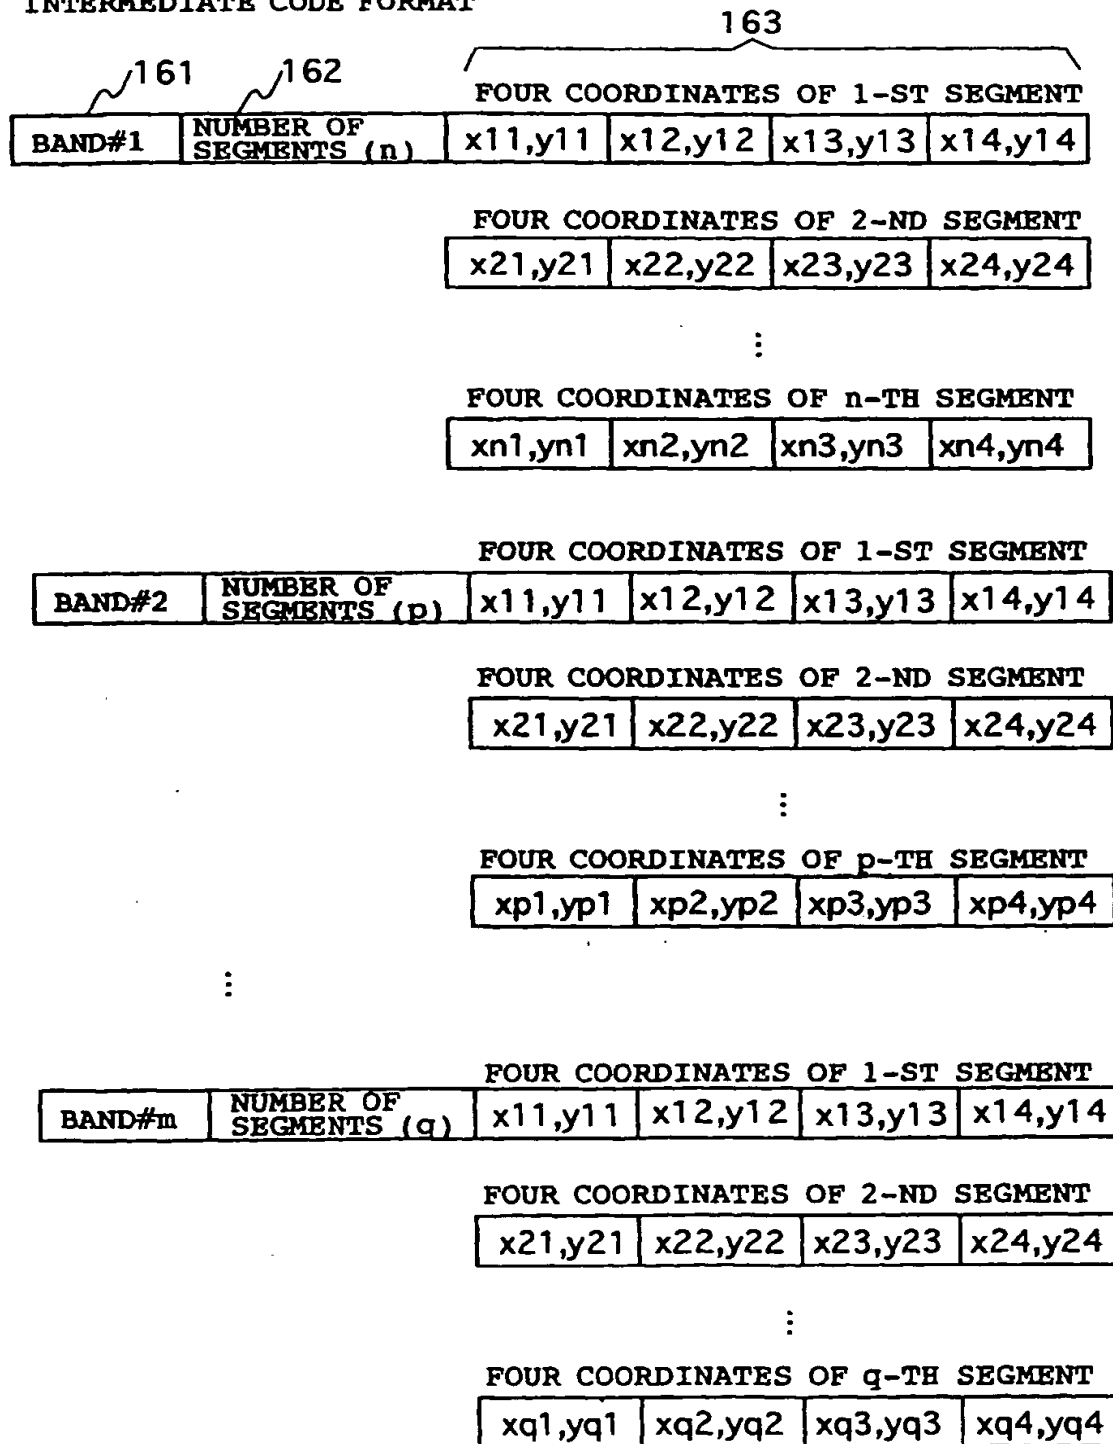 INTERMEDIATE CODE FORMAT
163
161 162
FOUR COORDINATES OF 1-ST SEGMENT
BAND#1 NUMBER OF SEGMENTS (n) x11,y11 x12,y12 x13,y13 x14,y14
FOUR COORDINATES OF 2-ND SEGMENT
x21,y21 x22,y22 x23,y23 x24,y24
⋮
FOUR COORDINATES OF n-TH SEGMENT
xn1,yn1 xn2,yn2 xn3,yn3 xn4,yn4
FOUR COORDINATES OF 1-ST SEGMENT
BAND#2 NUMBER OF SEGMENTS (p) x11,y11 x12,y12 x13,y13 x14,y14
FOUR COORDINATES OF 2-ND SEGMENT
x21,y21 x22,y22 x23,y23 x24,y24
⋮
FOUR COORDINATES OF p-TH SEGMENT
xp1,yp1 xp2,yp2 xp3,yp3 xp4,yp4
⋮
FOUR COORDINATES OF 1-ST SEGMENT
BAND#m NUMBER OF SEGMENTS (q) x11,y11 x12,y12 x13,y13 x14,y14
FOUR COORDINATES OF 2-ND SEGMENT
x21,y21 x22,y22 x23,y23 x24,y24
⋮
FOUR COORDINATES OF q-TH SEGMENT
xq1,yq1 xq2,yq2 xq3,yq3 xq4,yq4